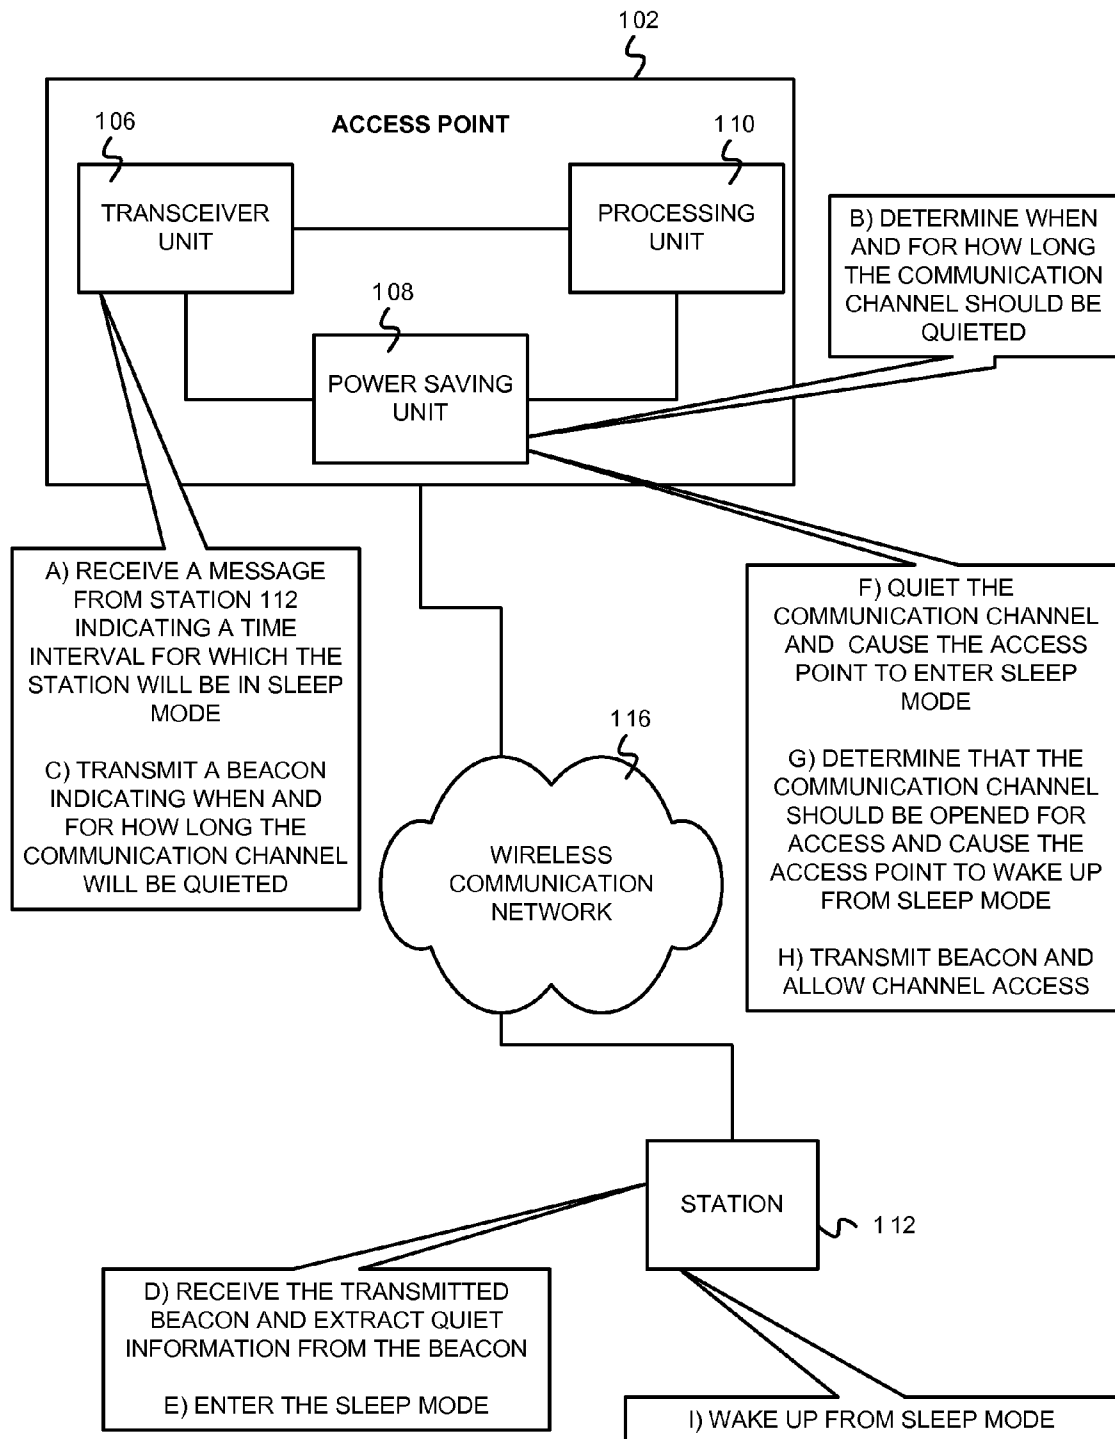 102
ACCESS POINT
106
110
TRANSCEIVER
UNIT
PROCESSING
UNIT
108
POWER SAVING
UNIT
B) DETERMINE WHEN
AND FOR HOW LONG
THE COMMUNICATION
CHANNEL SHOULD BE
QUIETED
A) RECEIVE A MESSAGE
FROM STATION 112
INDICATING A TIME
INTERVAL FOR WHICH THE
STATION WILL BE IN SLEEP
MODE
C) TRANSMIT A BEACON
INDICATING WHEN AND
FOR HOW LONG THE
COMMUNICATION CHANNEL
WILL BE QUIETED
F) QUIET THE
COMMUNICATION CHANNEL
AND CAUSE THE ACCESS
POINT TO ENTER SLEEP
MODE
G) DETERMINE THAT THE
COMMUNICATION CHANNEL
SHOULD BE OPENED FOR
ACCESS AND CAUSE THE
ACCESS POINT TO WAKE UP
FROM SLEEP MODE
H) TRANSMIT BEACON AND
ALLOW CHANNEL ACCESS
116
WIRELESS
COMMUNICATION
NETWORK
STATION
112
D) RECEIVE THE TRANSMITTED
BEACON AND EXTRACT QUIET
INFORMATION FROM THE BEACON
E) ENTER THE SLEEP MODE
I) WAKE UP FROM SLEEP MODE